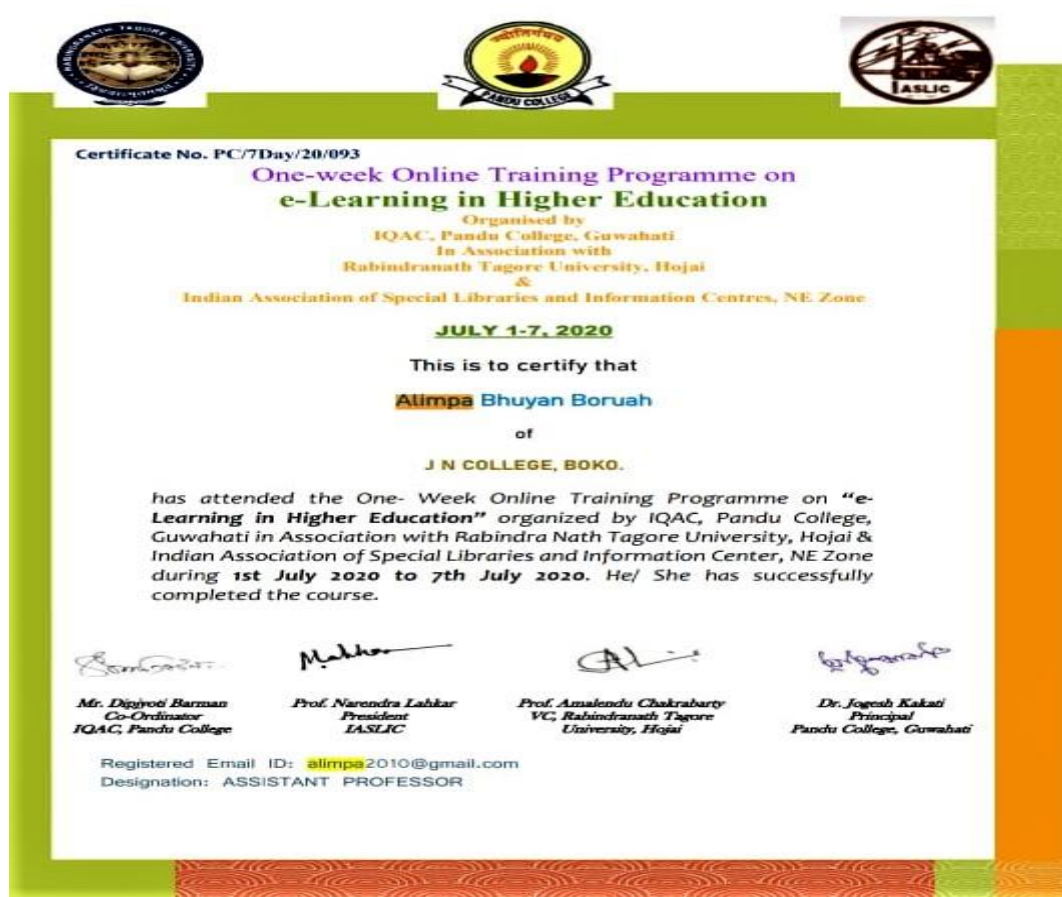 RABINDRANATH TAGORE UNIVERSITY
ज्योतिर्गमय
PANDU COLLEGE
IASLIC
Certificate No. PC/7Day/20/093
One-week Online Training Programme on
e-Learning in Higher Education
Organised by
IQAC, Pandu College, Guwahati
In Association with
Rabindranath Tagore University, Hojai
&
Indian Association of Special Libraries and Information Centres, NE Zone
JULY 1-7, 2020
This is to certify that
Alimpa Bhuyan Boruah
of
J N COLLEGE, BOKO.
has attended the One- Week Online Training Programme on “e-
Learning in Higher Education” organized by IQAC, Pandu College,
Guwahati in Association with Rabindra Nath Tagore University, Hojai &
Indian Association of Special Libraries and Information Center, NE Zone
during 1st July 2020 to 7th July 2020. He/ She has successfully
completed the course.
Mr. Dipjyoti Barman
Co-Ordinator
IQAC, Pandu College
Prof. Narendra Lahkar
President
IASLIC
Prof. Amalendu Chakrabarty
VC, Rabindranath Tagore
University, Hojai
Dr. Jogesh Kakati
Principal
Pandu College, Guwahati
Registered Email ID: alimpa2010@gmail.com
Designation: ASSISTANT PROFESSOR